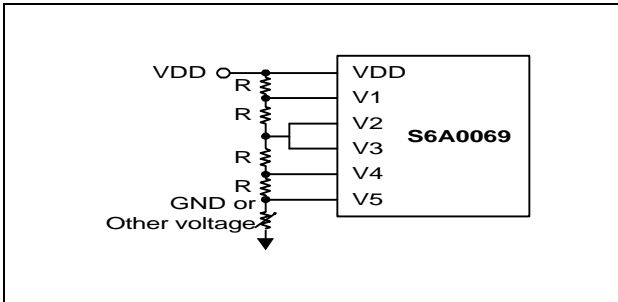 VDD VDD
R
V1
R
V2
S6A0069
V3
R
V4
R
GND or
V5
Other voltage